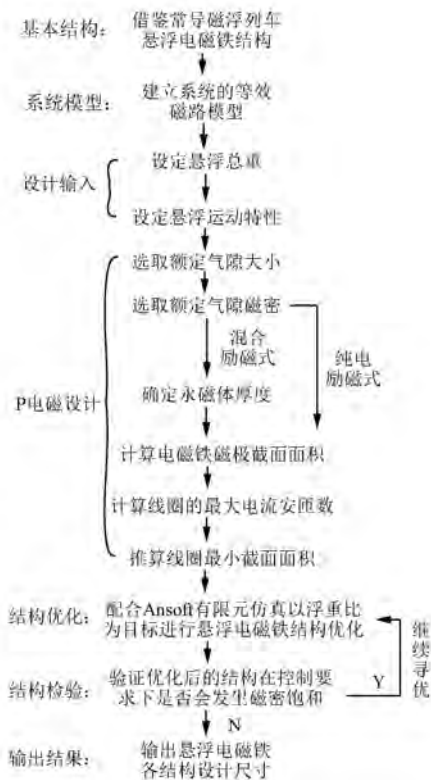 基本结构:
借鉴常导磁浮列车
悬浮电磁铁结构
系统模型:
建立系统的等效
磁路模型
设计输入
设定悬浮总重
设定悬浮运动特性
P电磁设计
选取额定气隙大小
选取额定气隙磁密
混合
励磁式
纯电
励磁式
确定永磁体厚度
计算电磁铁磁极截面面积
计算线圈的最大电流安匝数
推算线圈最小截面面积
结构优化:
配合Ansoft有限元仿真以浮重比
为目标进行悬浮电磁铁结构优化
继续寻优
结构检验:
验证优化后的结构在控制要
求下是否会发生磁密饱和
Y
N
输出结果:
输出悬浮电磁铁
各结构设计尺寸